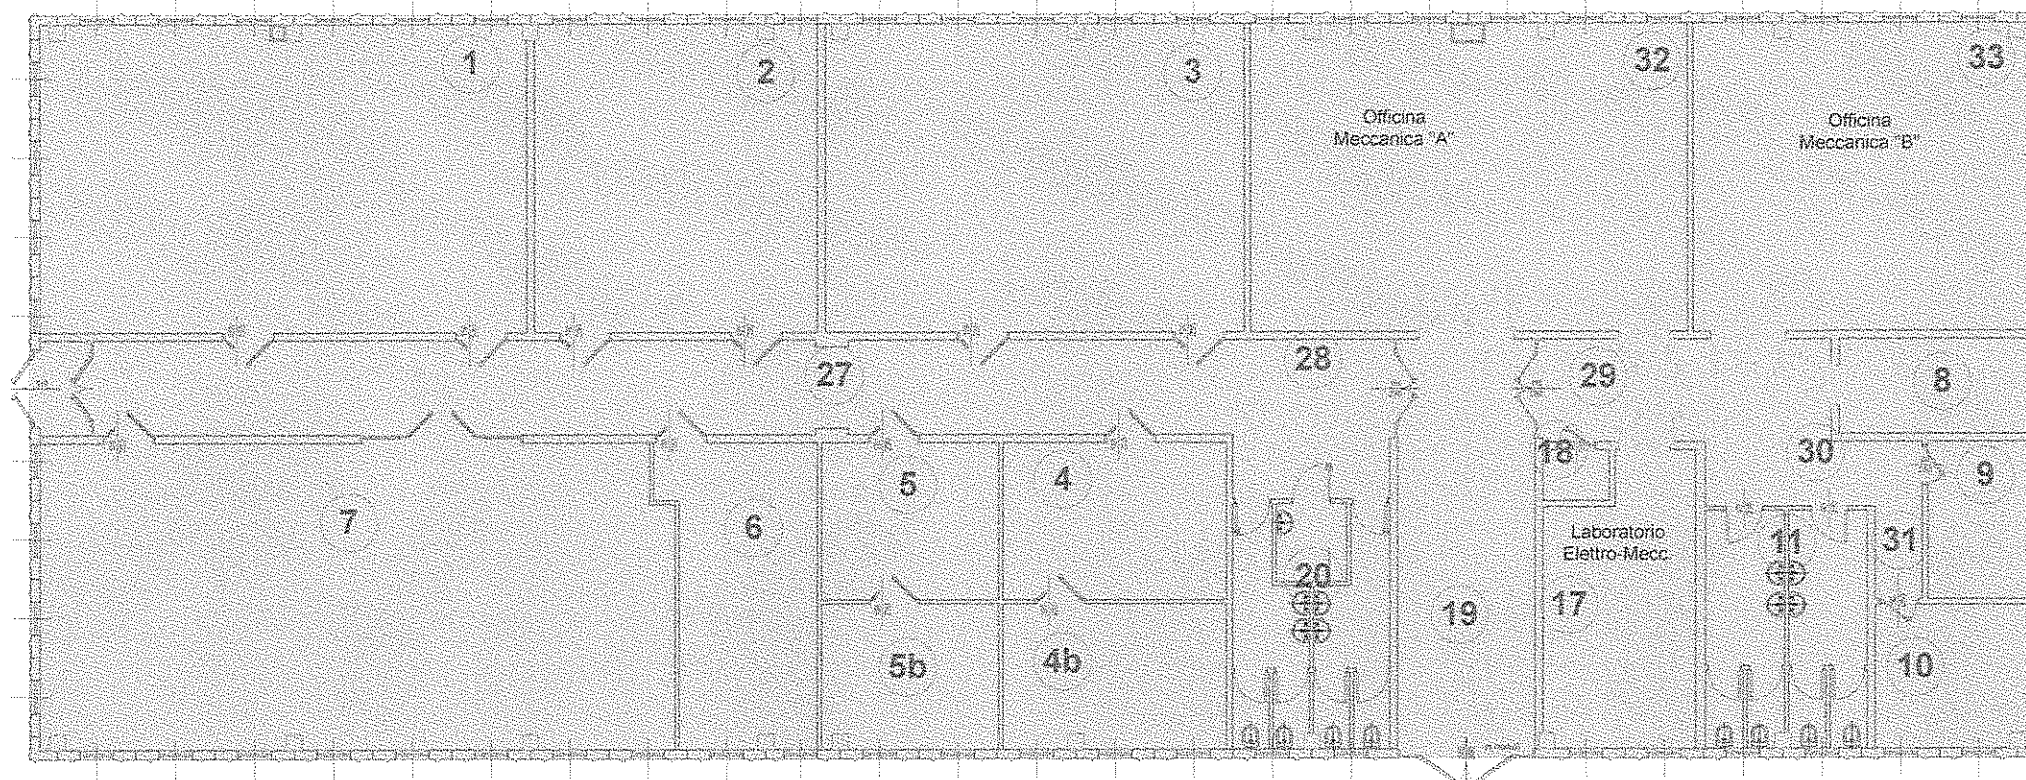 1
2
3
32
33
Officina
Meccanica "A"
Officina
Meccanica "B"
27
28
29
8
18
30
5
4
9
7
6
Laboratorio
Elettro-Mecc.
11
31
20
19
17
5b
4b
10